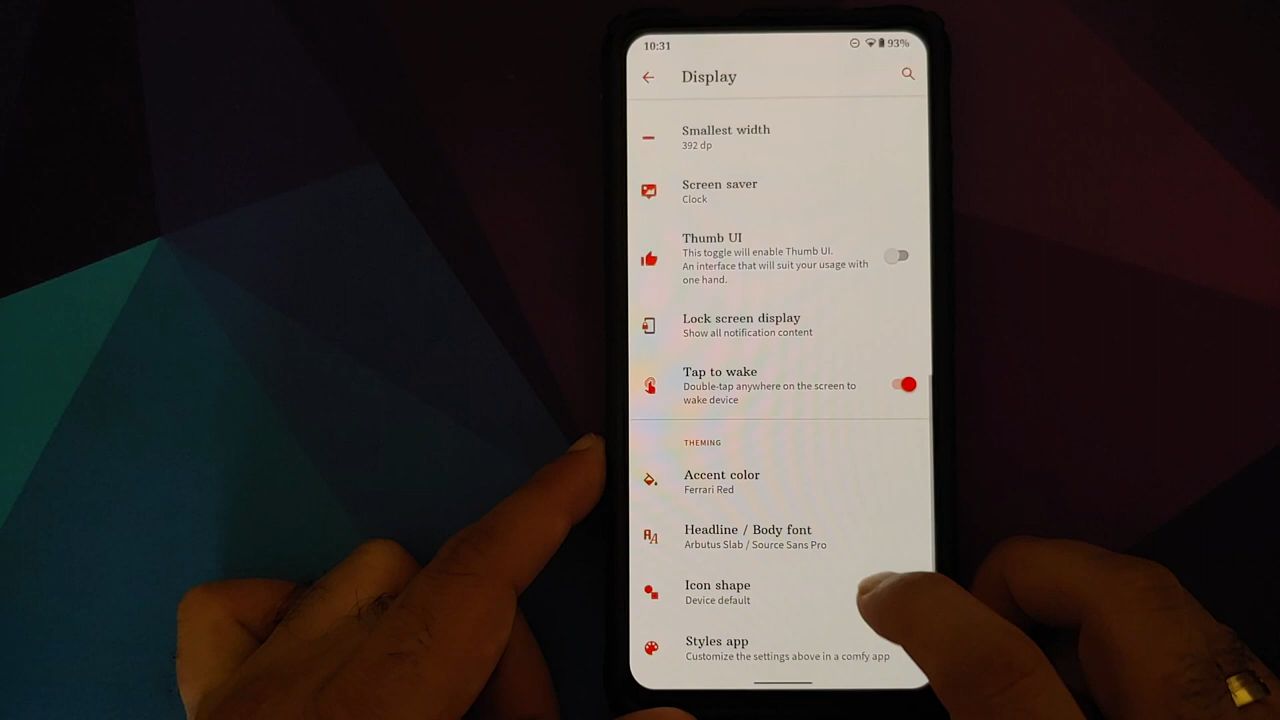 10:31
93%
Display
Smallest width
392 dp
Screen saver
Clock
Thumb UI
This toggle will enable Thumb UI.
An interface that will suit your usage with
one hand.
Lock screen display
Show all notification content
Tap to wake
Double-tap anywhere on the screen to
wake device
THEMING
Accent color
Ferrari Red
Headline / Body font
Arbutus Slab / Source Sans Pro
Icon shape
Device default
Styles app
Customize the settings above in a comfy app